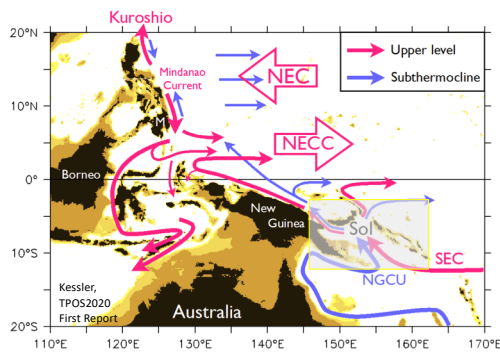 Kuroshio
20°N
Upper level
Subthermocline
NEC
Mindanao
Current
10°N
M
NECC
Borneo
0°
New
Guinea
Sol
SEC
10°S
NGCU
Kessler,
TPOS2020
First Report
Australia
20°S
110°E 120°E 130°E 140°E 150°E 160°E 170°E